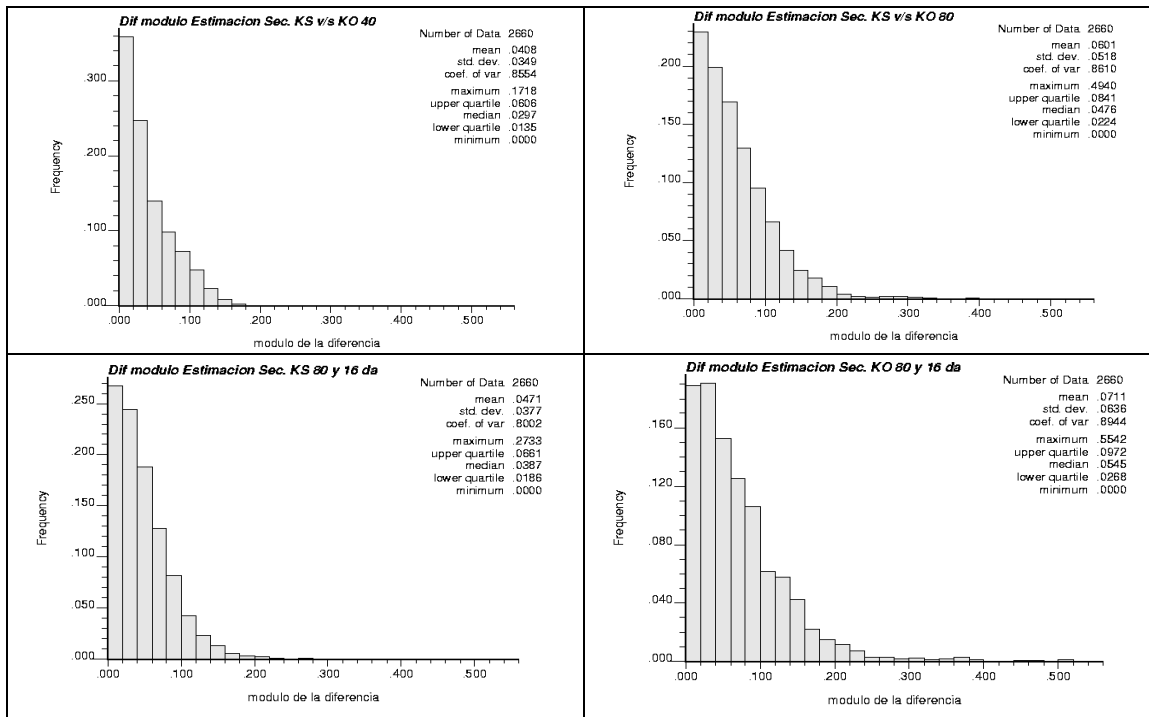 Dif modulo Estimacion Sec. KS v/s KO 40
Number of Data 2660
mean .0408
std. dev. .0349
coef. of var .8554
maximum .1718
upper quartile .0606
median .0297
lower quartile .0135
minimum .0000
Frequency
.300
.200
.100
.000
.000 .100 .200 .300 .400 .500
modulo de la diferencia
Dif modulo Estimacion Sec. KS v/s KO 80
Number of Data 2660
mean .0601
std. dev. .0518
coef. of var .8610
maximum .4940
upper quartile .0841
median .0476
lower quartile .0224
minimum .0000
Frequency
.200
.150
.100
.050
.000
.000 .100 .200 .300 .400 .500
modulo de la diferencia
Dif modulo Estimacion Sec. KS 80 y 16 da
Number of Data 2660
mean .0471
std. dev. .0377
coef. of var .8002
maximum .2733
upper quartile .0661
median .0387
lower quartile .0186
minimum .0000
Frequency
.250
.200
.150
.100
.050
.000
.000 .100 .200 .300 .400 .500
modulo de la diferencia
Dif modulo Estimacion Sec. KO 80 y 16 da
Number of Data 2660
mean .0711
std. dev. .0636
coef. of var .8944
maximum .5542
upper quartile .0972
median .0545
lower quartile .0268
minimum .0000
Frequency
.160
.120
.080
.040
.000
.000 .100 .200 .300 .400 .500
modulo de la diferencia